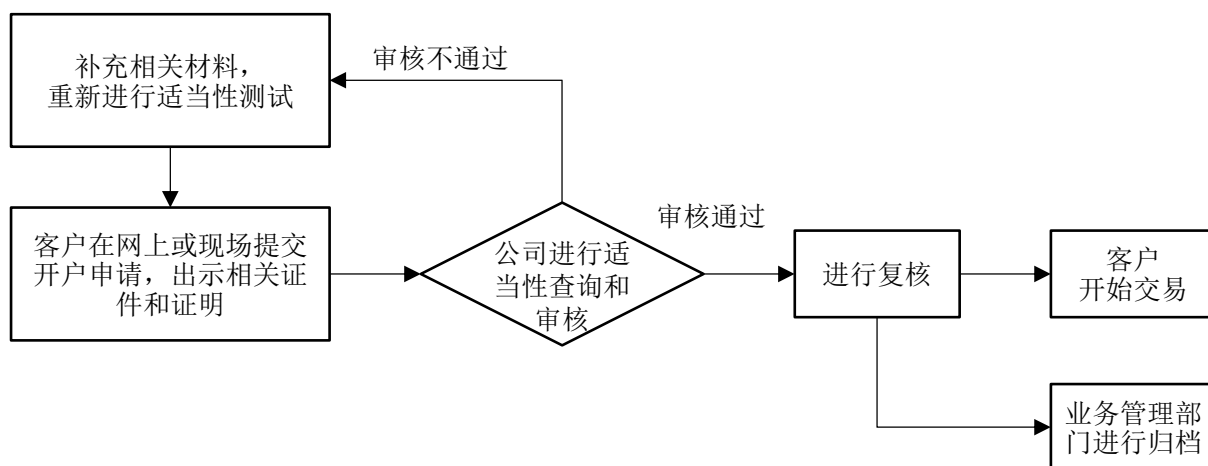 补充相关材料，
重新进行适当性测试
审核不通过
客户在网上或现场提交
开户申请，出示相关证
件和证明
公司进行适
当性查询和
审核
审核通过
进行复核
客户
开始交易
业务管理部
门进行归档